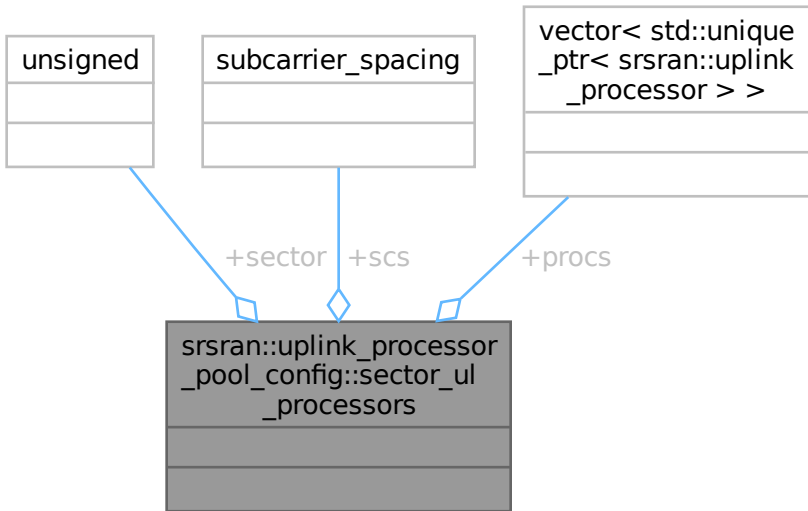 unsigned
subcarrier_spacing
vector< std::unique
_ptr< srsran::uplink
_processor > >
+sector
+scs
+procs
srsran::uplink_processor
_pool_config::sector_ul
_processors